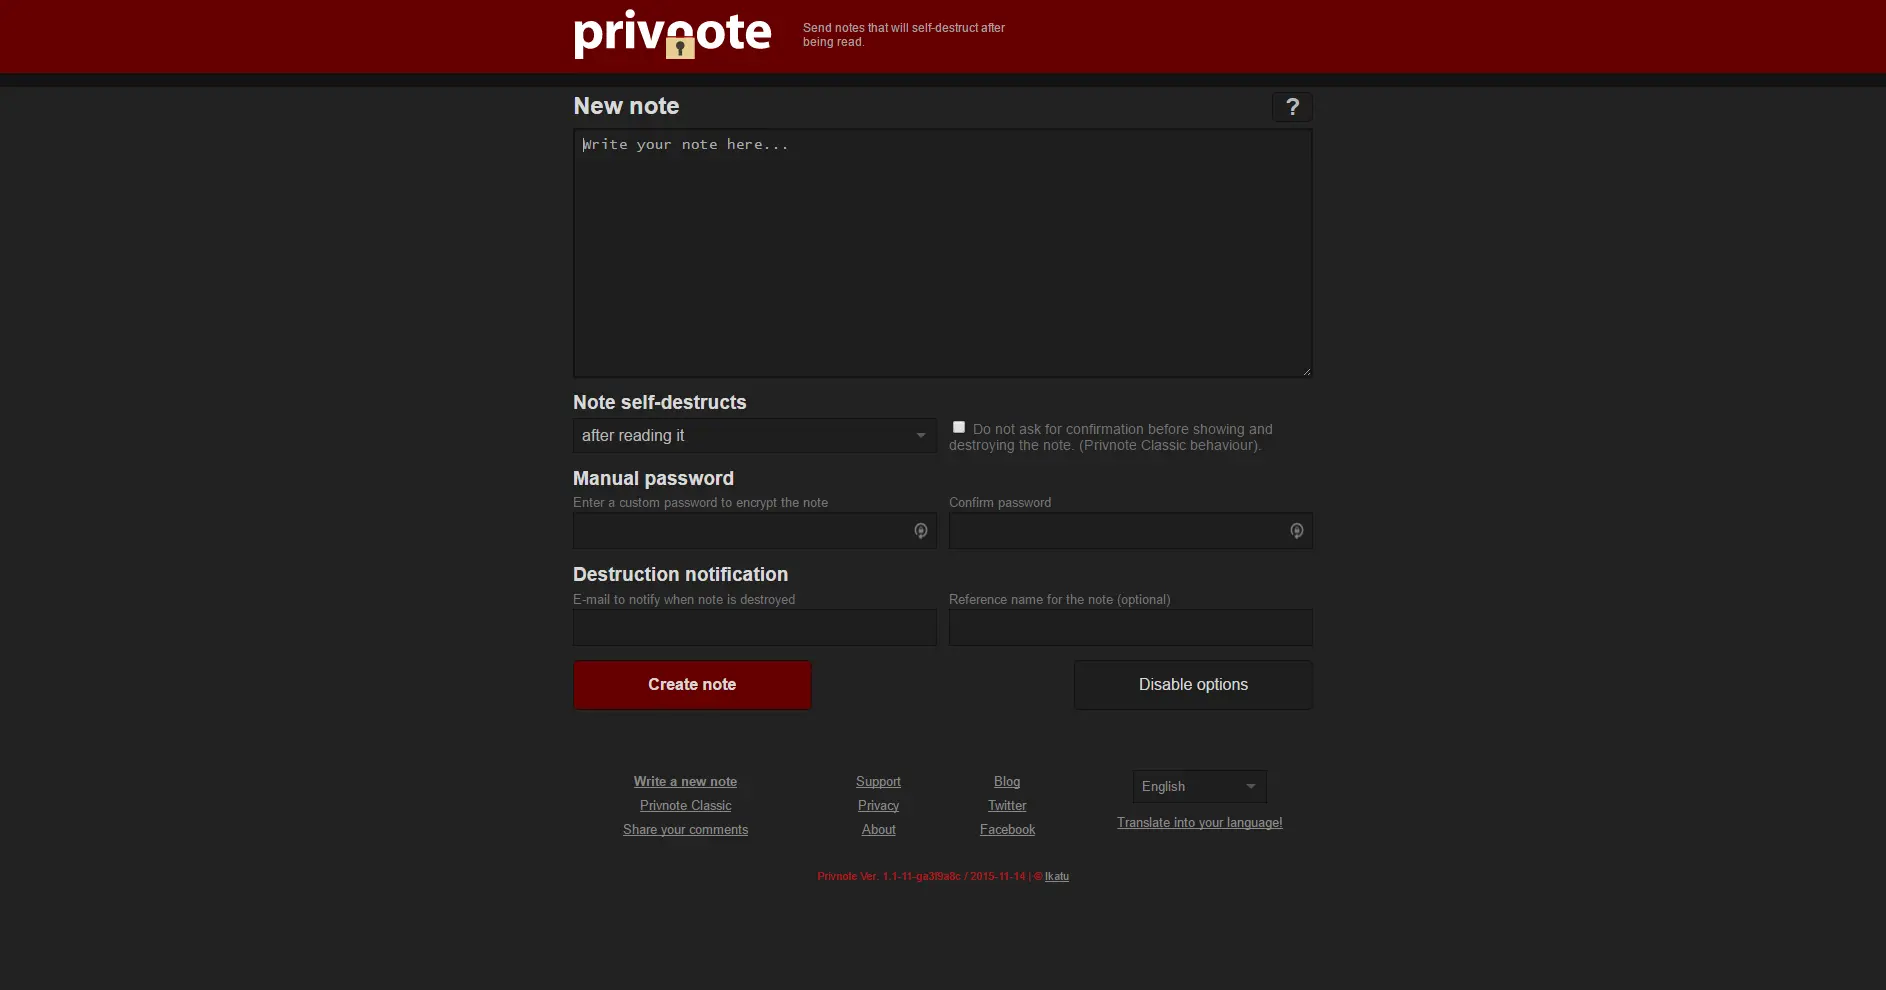 privnote
Send notes that will self-destruct after
being read.
New note
?
Write your note here...
Note self-destructs
after reading it
Do not ask for confirmation before showing and
destroying the note. (Privnote Classic behaviour).
Manual password
Enter a custom password to encrypt the note
Confirm password
Destruction notification
E-mail to notify when note is destroyed
Reference name for the note (optional)
Create note
Disable options
Write a new note
Privnote Classic
Share your comments
Support
Privacy
About
Blog
Twitter
Facebook
English
Translate into your language!
Privnote Ver. 1.1-11-ga3f9a8c / 2015-11-14 | © Ikatu